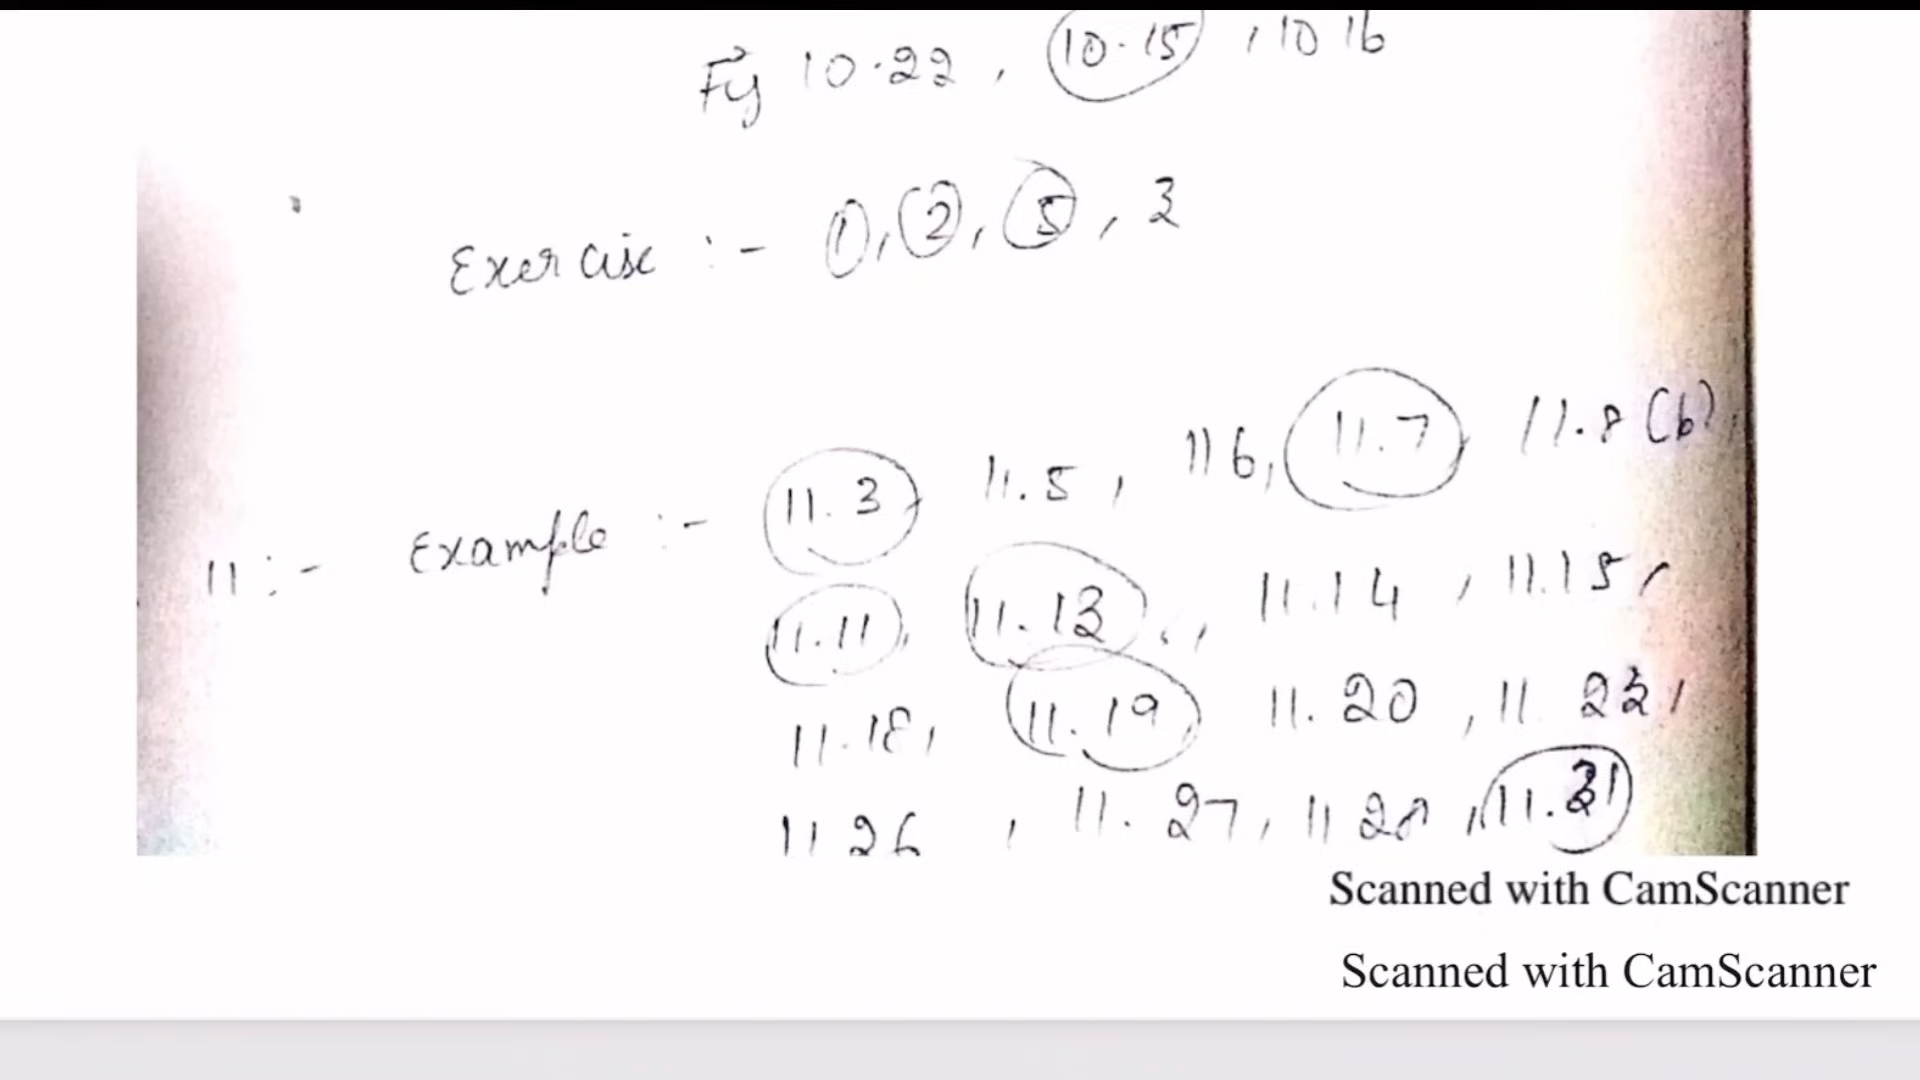 Fig 10.22, 10.15, 10 16
Exercise :- 1, 2, 5, 3
11 :- Example :- 11.3, 11.5, 11 6, 11.7, 11.8 (b),
11.11, 11.13, 11.14, 11.15,
11.18, 11.19, 11.20, 11
11 26, 11.27, 11 28, 11.31
Scanned with CamScanner
Scanned with CamScanner